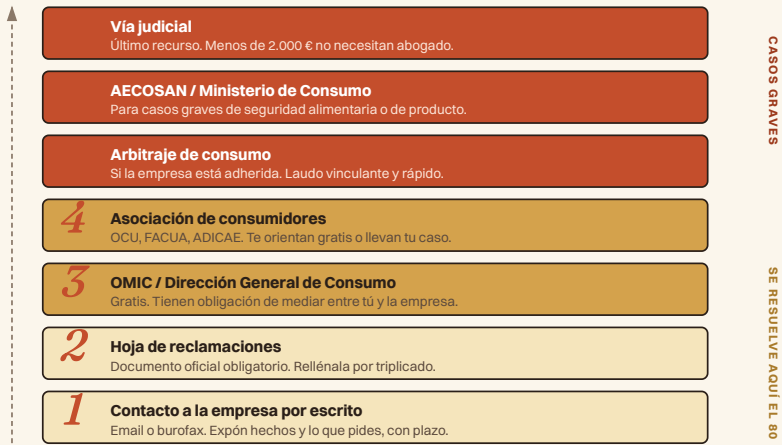 Vía judicial
Último recurso. Menos de 2.000 € no necesitan abogado.
AECOSAN / Ministerio de Consumo
Para casos graves de seguridad alimentaria o de producto.
Arbitraje de consumo
Si la empresa está adherida. Laudo vinculante y rápido.
4
Asociación de consumidores
OCU, FACUA, ADICAE. Te orientan gratis o llevan tu caso.
3
OMIC / Dirección General de Consumo
Gratis. Tienen obligación de mediar entre tú y la empresa.
2
Hoja de reclamaciones
Documento oficial obligatorio. Rellénala por triplicado.
1
Contacto a la empresa por escrito
Email o burofax. Expón hechos y lo que pides, con plazo.
CASOS GRAVES
SE RESUELVE AQUÍ EL 80